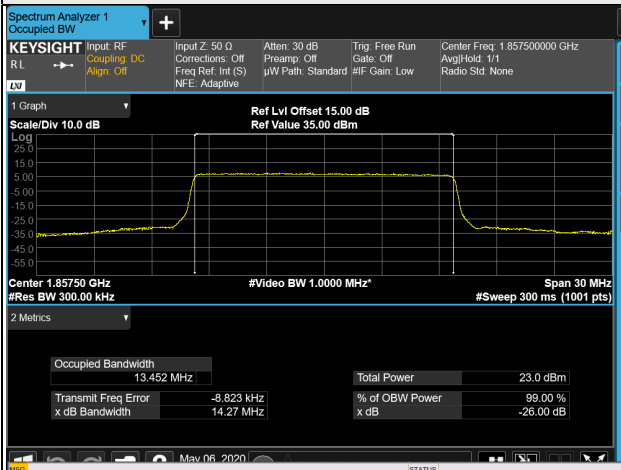 Spectrum Analyzer 1
Occupied BW
+
KEYSIGHT Input: RF Input Z: 50 Ω Atten: 30 dB Trig: Free Run Center Freq: 1.857500000 GHz
RL Coupling: DC Corrections: Off Preamp: Off Gate: Off Avg|Hold: 1/1
Align: Off Freq Ref: Int (S) µW Path: Standard #IF Gain: Low Radio Std: None
LXI NFE: Adaptive
1 Graph
Ref Lvl Offset 15.00 dB
Scale/Div 10.0 dB Ref Value 35.00 dBm
Log
25.0
15.0
5.00
-5.00
-15.0
-25.0
-35.0
-45.0
-55.0
Center 1.85750 GHz #Video BW 1.0000 MHz* Span 30 MHz
#Res BW 300.00 kHz #Sweep 300 ms (1001 pts)
2 Metrics
Occupied Bandwidth
13.452 MHz Total Power 23.0 dBm
Transmit Freq Error -8.823 kHz % of OBW Power 99.00 %
x dB Bandwidth 14.27 MHz x dB -26.00 dB
May 06, 2020
MSG STATUS